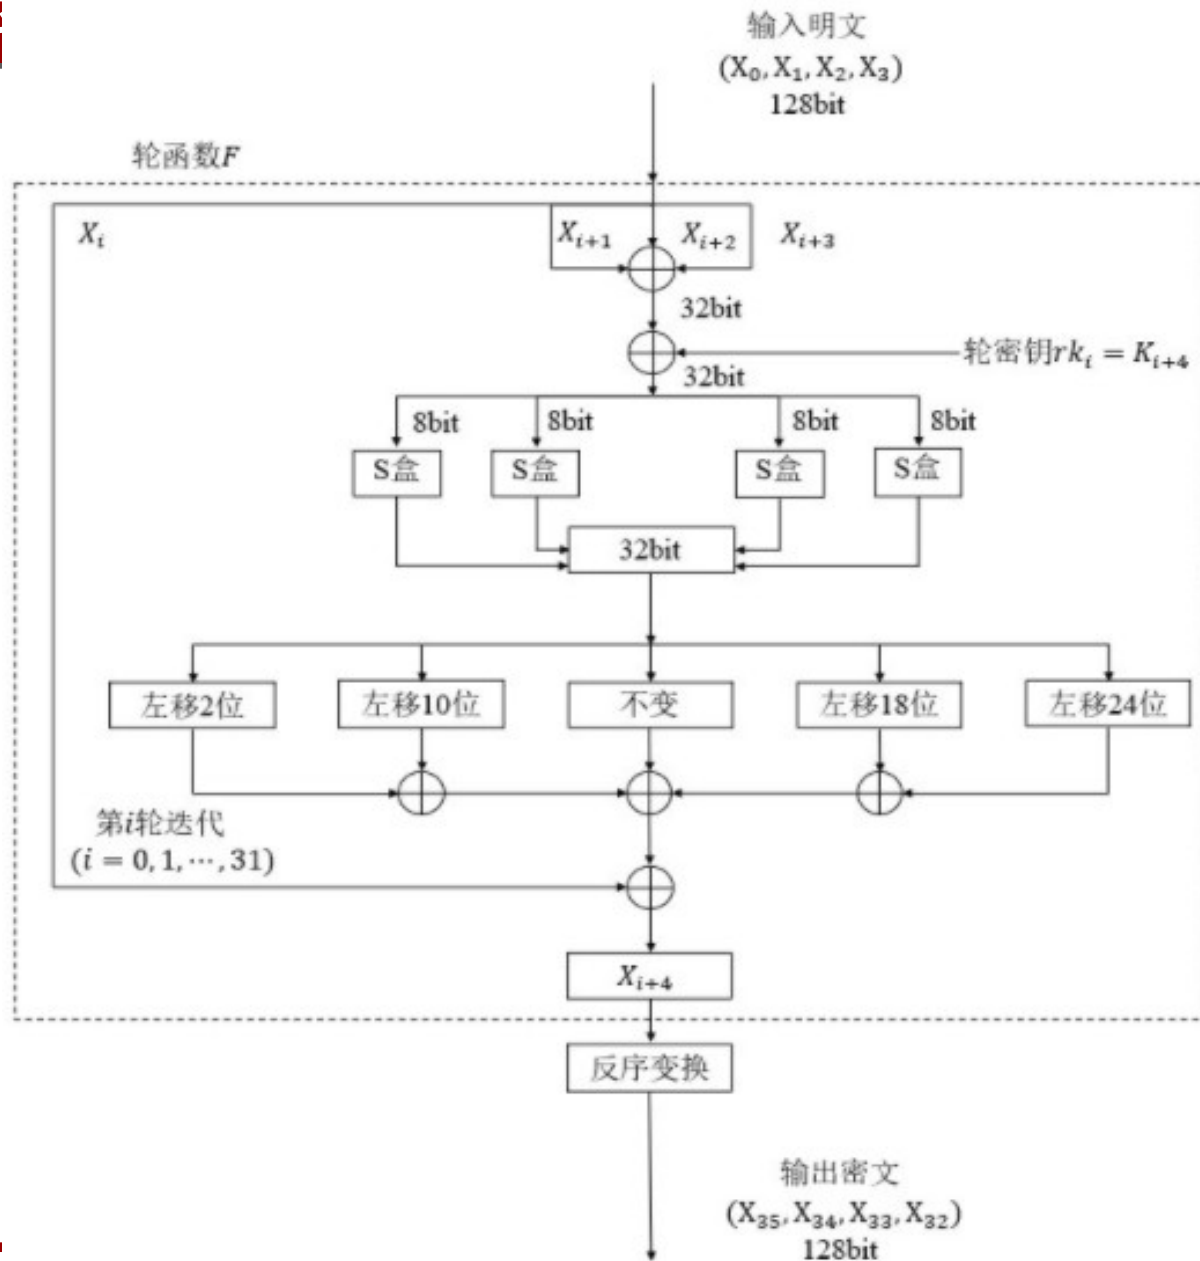 输入明文
(X₀, X₁, X₂, X₃)
128bit
轮函数F
Xᵢ
Xᵢ₊₁
Xᵢ₊₂
Xᵢ₊₃
32bit
轮密钥rkᵢ = Kᵢ₊₄
32bit
8bit
8bit
8bit
8bit
S盒
S盒
S盒
S盒
32bit
左移2位
左移10位
不变
左移18位
左移24位
第i轮迭代
(i = 0, 1, ⋯, 31)
Xᵢ₊₄
反序变换
输出密文
(X₃₅, X₃₄, X₃₃, X₃₂)
128bit